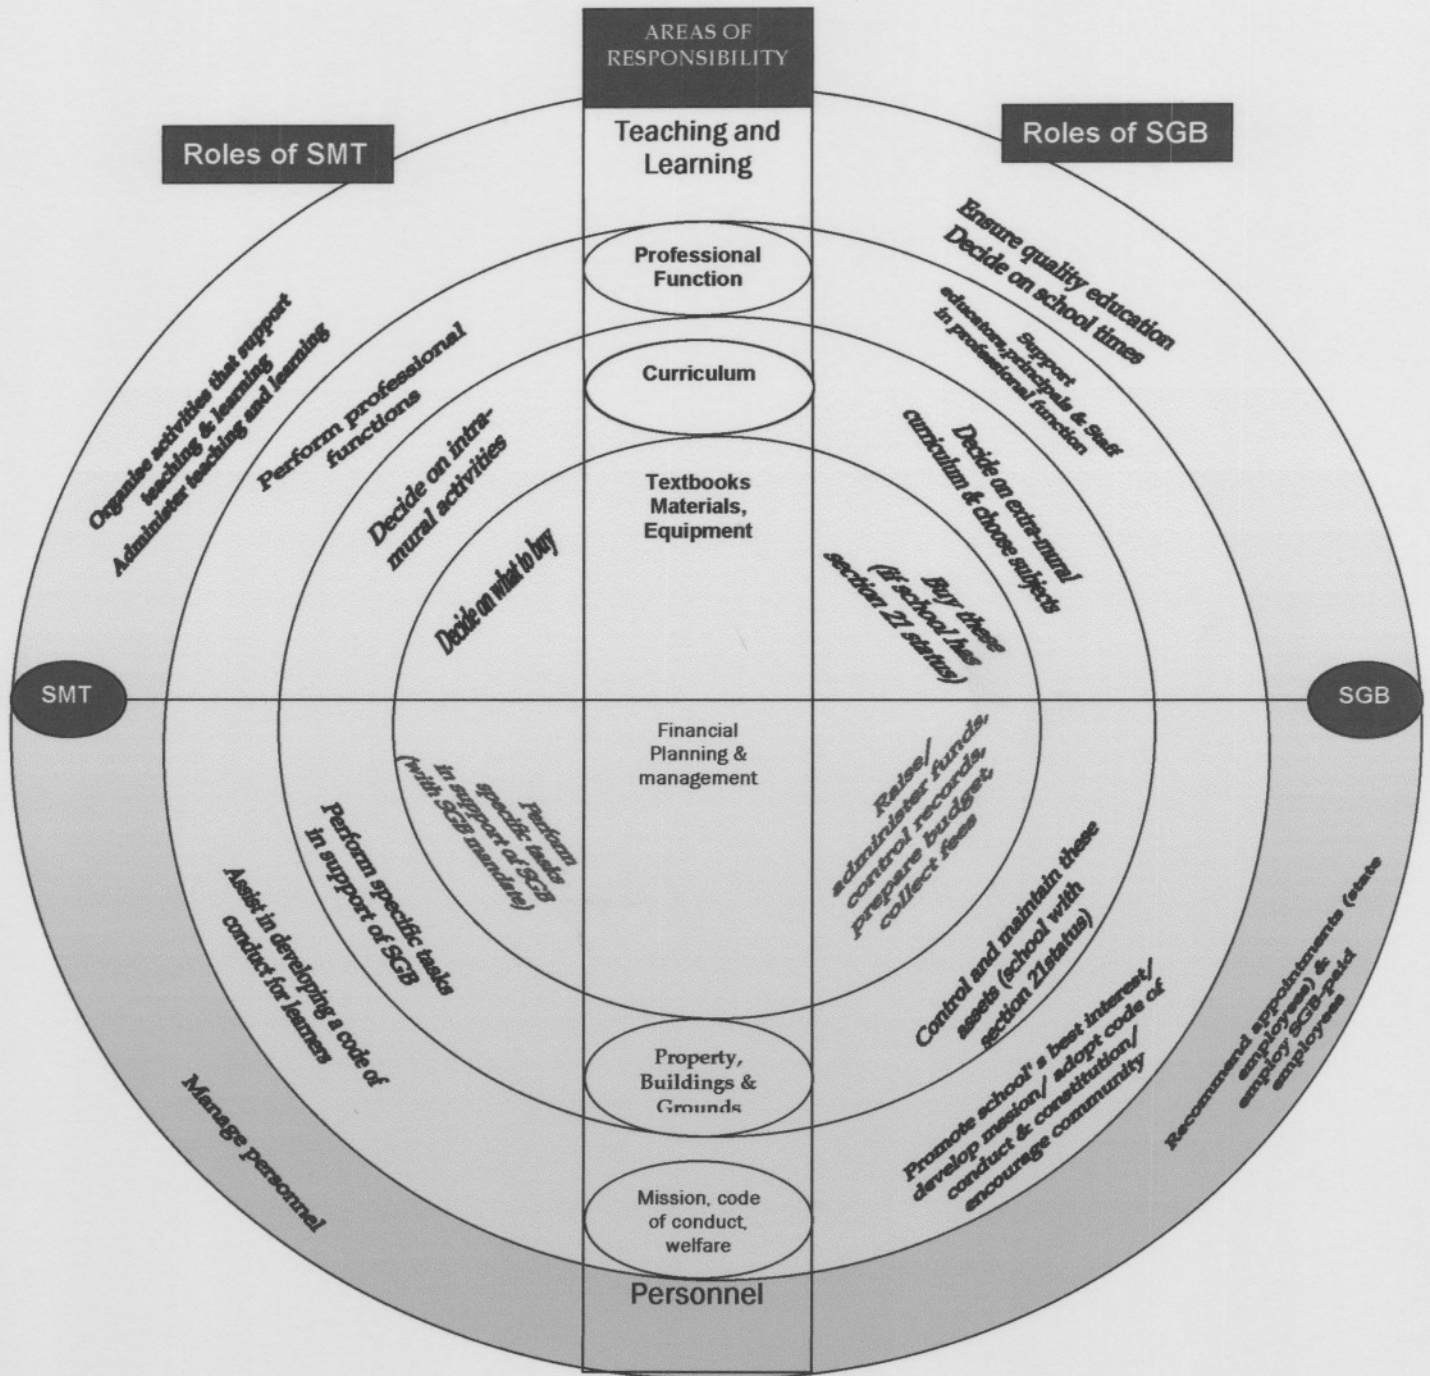 AREAS OF
RESPONSIBILITY
Roles of SMT
Roles of SGB
Teaching and
Learning
Organise activities that support
teaching & learning
Administer teaching and learning
Ensure quality education
Decide on school times
Professional
Function
Perform professional
functions
Support
educators,principals & Staff
in professional function
Curriculum
Decide on intra-
mural activities
Decide on extra-mural
curriculum & choose subjects
Textbooks
Materials,
Equipment
Decide on what to buy
Buy these
(if school has
section 21 status)
SMT
SGB
Financial
Planning &
management
Perform
specific tasks
in support of SGB
(with SGB mandate)
Raise/
administer funds,
control records,
prepare budget,
collect fees
Property,
Buildings &
Grounds
Perform specific tasks
in support of SGB
Control and maintain these
assets (school with
section 21status)
Mission, code
of conduct,
welfare
Assist in developing a code of
conduct for learners
Promote school's best interest/
develop mission/ adopt code of
conduct & constitution/
encourage community
Personnel
Manage personnel
Recommend appointments (state
employees) &
employ SGB-paid
employees